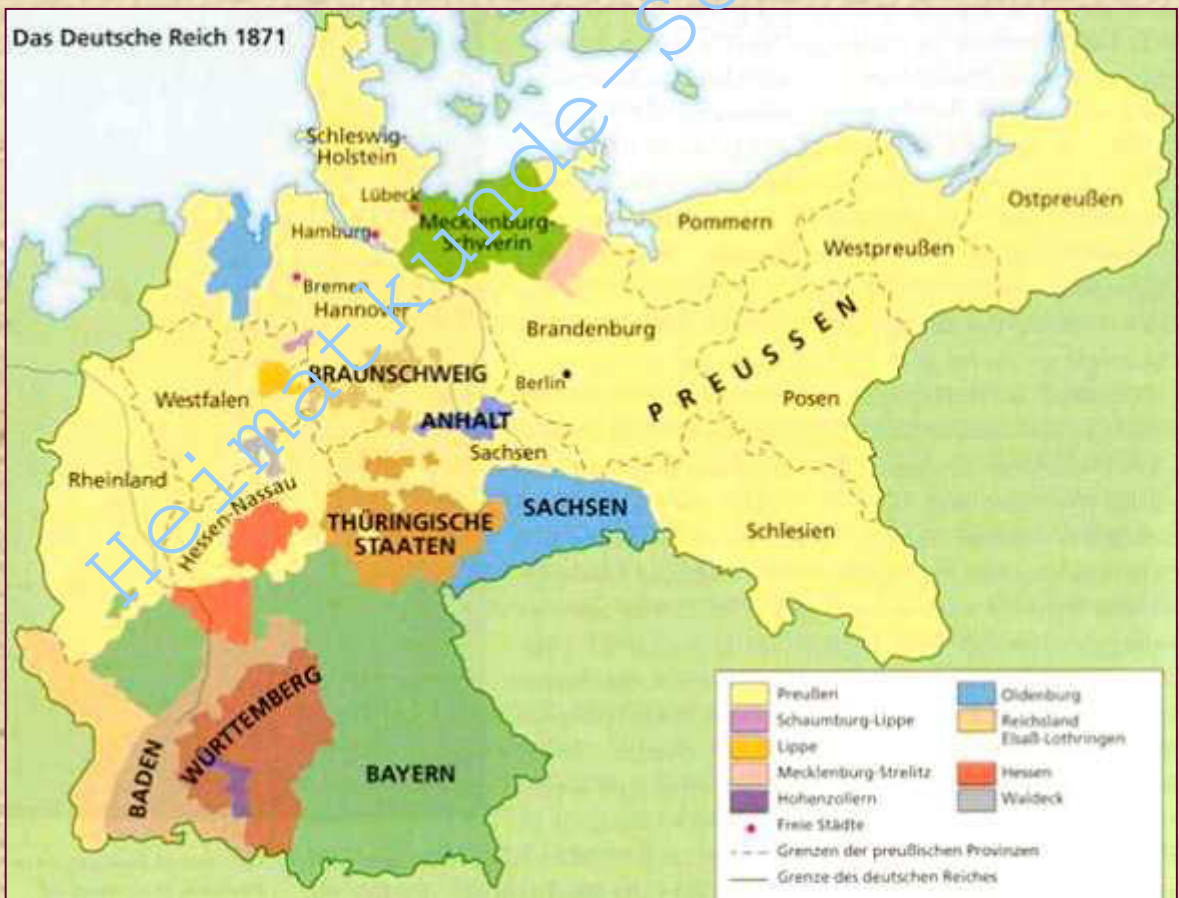 Das Deutsche Reich 1871
Heimatkunde-s
Schleswig-
Holstein
Lübeck
Hamburg
Mecklenburg-
Schwerin
Bremen
Hannover
Pommern
Westpreußen
Ostpreußen
Brandenburg
Berlin
PREUSSEN
Posen
Westfalen
BRAUNSCHWEIG
ANHALT
Sachsen
Rheinland
Hessen-Nassau
THÜRINGISCHE
STAATEN
SACHSEN
Schlesien
BADEN
WÜRTTEMBERG
BAYERN
Preußen
Schaumburg-Lippe
Lippe
Mecklenburg-Strelitz
Hohenzollern
Freie Städte
Grenzen der preußischen Provinzen
Grenze des deutschen Reiches
Oldenburg
Reichsland
Elsaß-Lothringen
Hessen
Waldeck